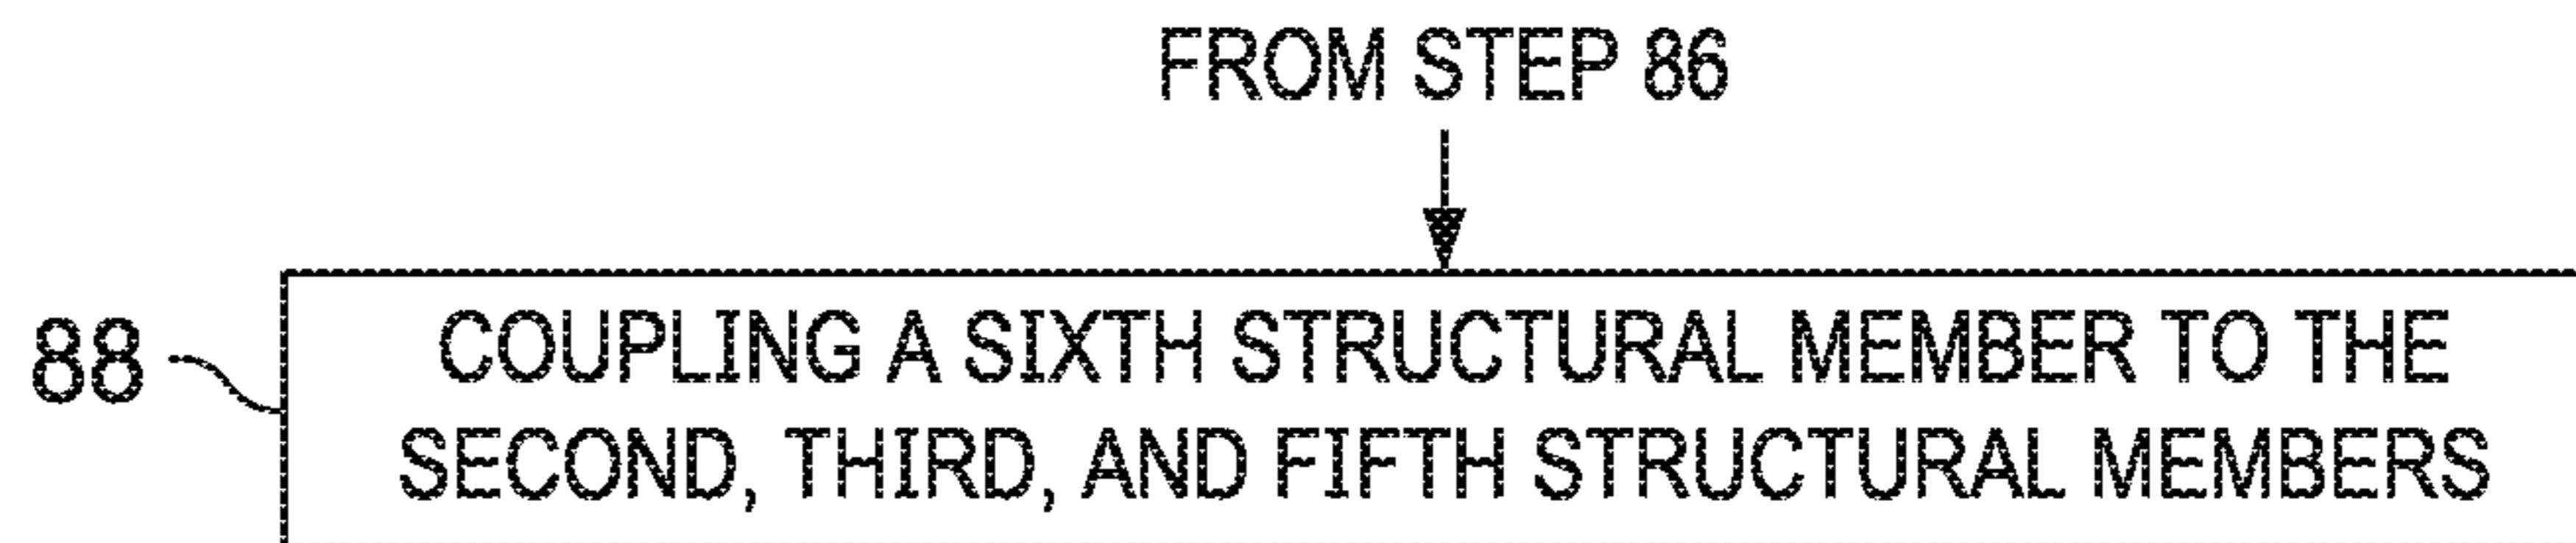 FROM STEP 86
88
COUPLING A SIXTH STRUCTURAL MEMBER TO THE
SECOND, THIRD, AND FIFTH STRUCTURAL MEMBERS